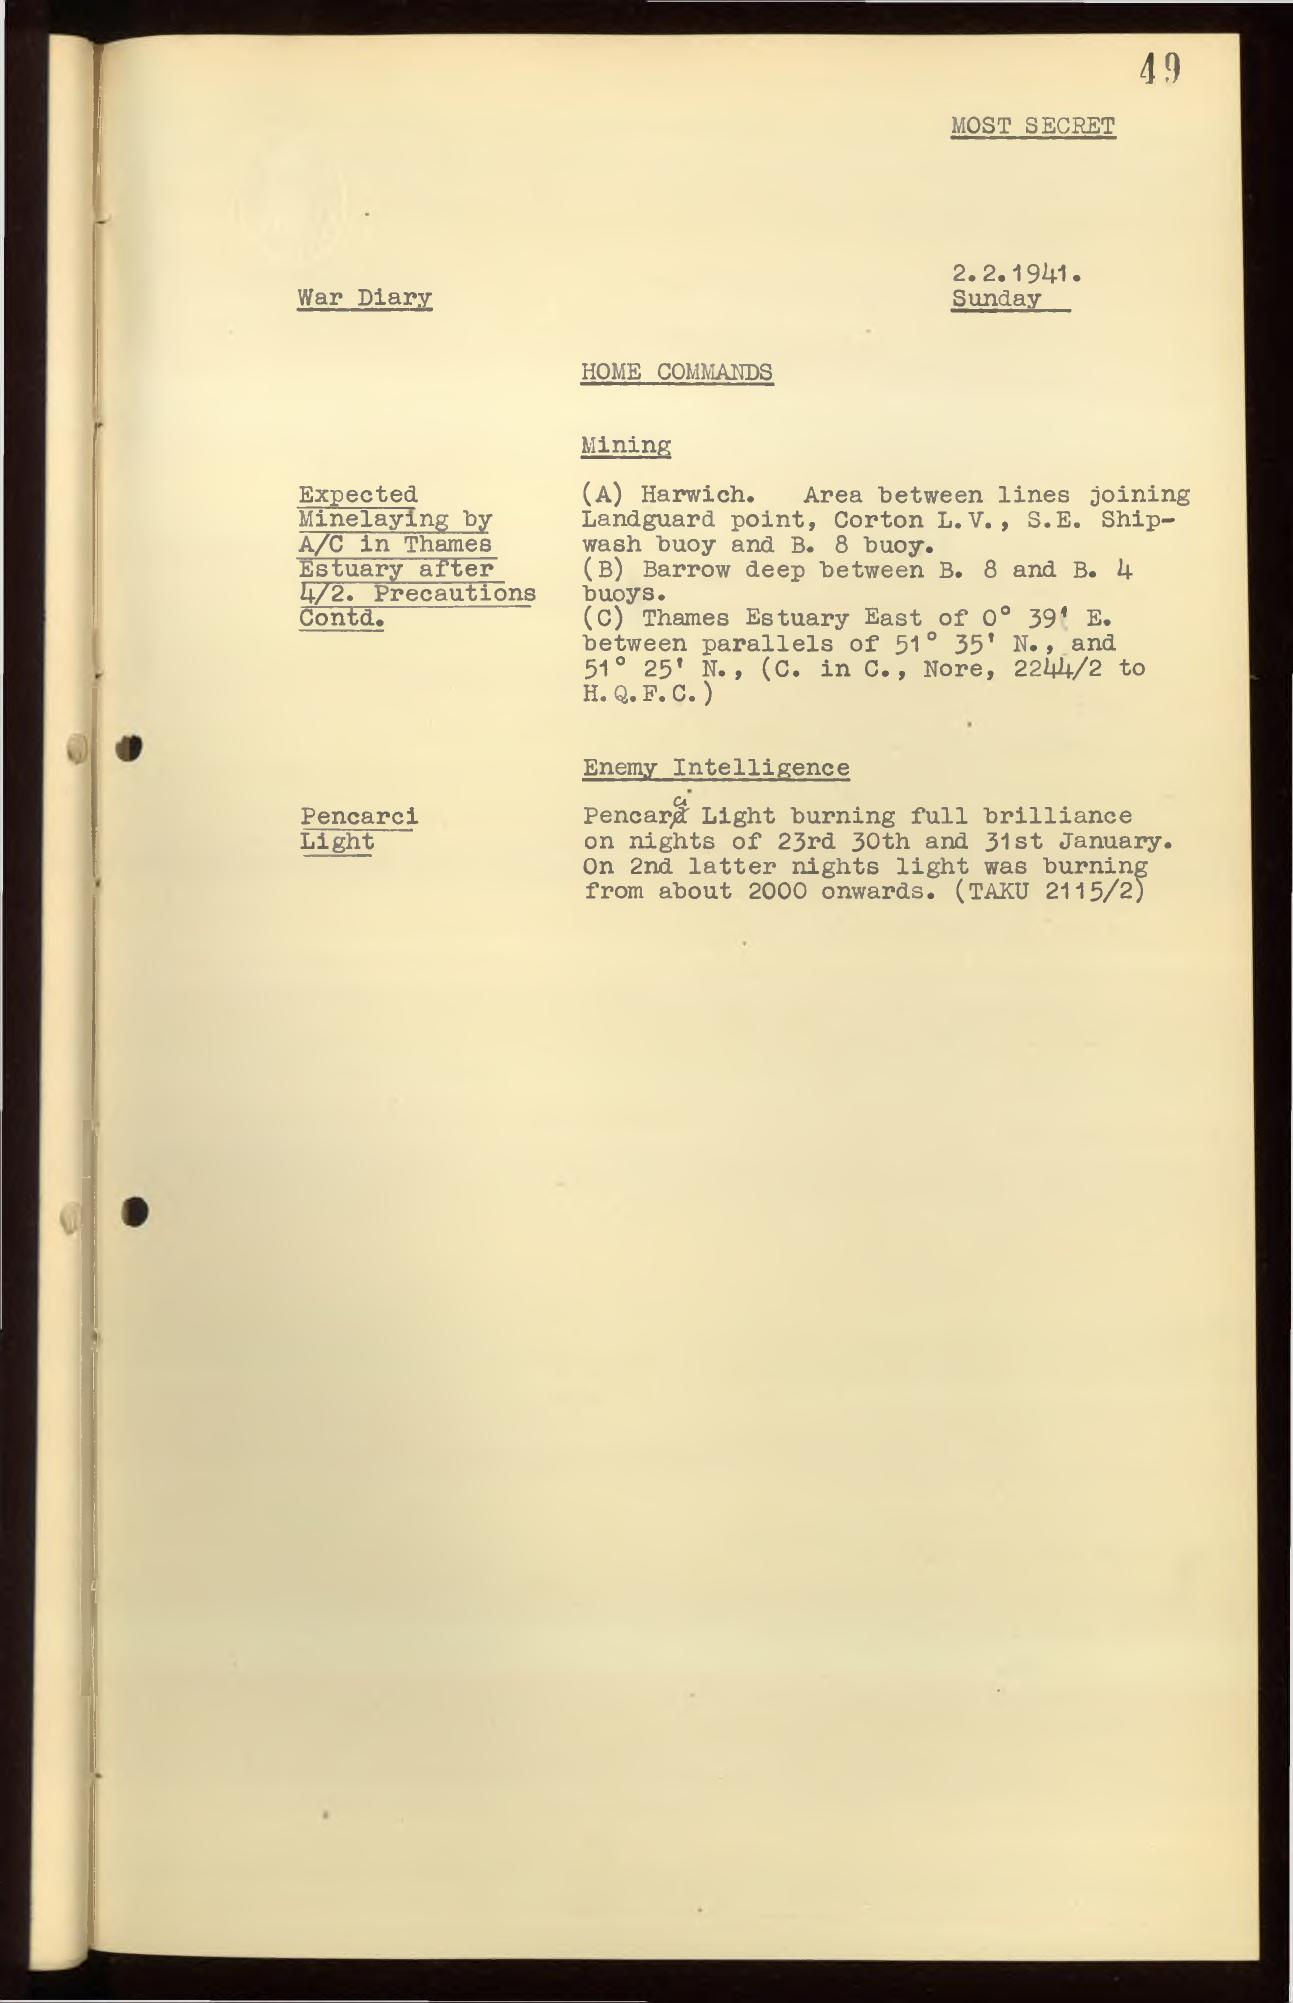 49
MOST SECRET
2.2.1941.
War Diary
Sunday
HOME COMMANDS
Mining
Expected
Minelaying by
A/C in Thames
Estuary after
4/2. Precautions
Contd.
(A) Harwich. Area between lines joining
Landguard point, Corton L.V., S.E. Ship-
wash buoy and B. 8 buoy.
(B) Barrow deep between B. 8 and B. 4
buoys.
(C) Thames Estuary East of 0° 39' E.
between parallels of 51° 35' N., and
51° 25' N., (C. in C., Nore, 2244/2 to
H.Q.F.C.)
Enemy Intelligence
Pencarci
Light
Pencarci Light burning full brilliance
on nights of 23rd 30th and 31st January.
On 2nd latter nights light was burning
from about 2000 onwards. (TAKU 2115/2)